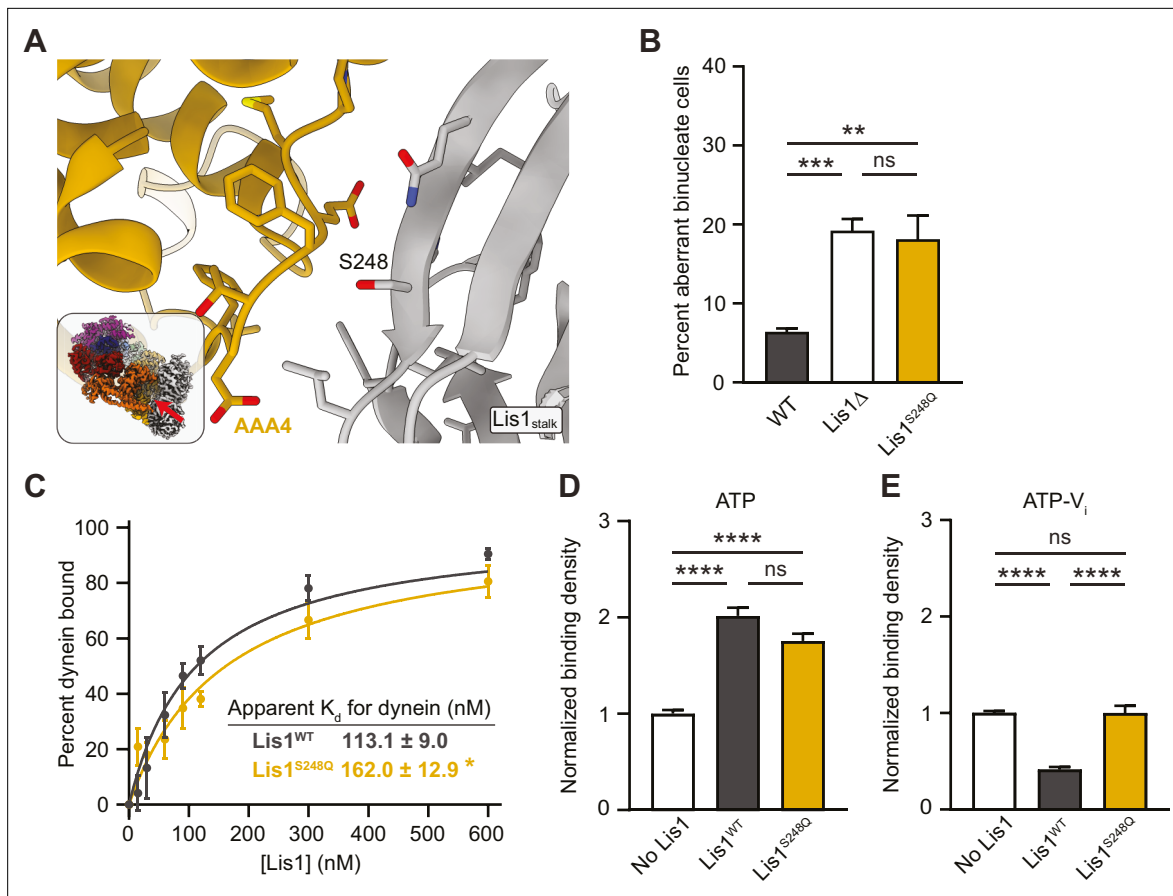 A
S248
AAA4
Lis1stalk
B
Percent aberrant binucleate cells
40
30
20
10
0
**
***
ns
WT
Lis1Δ
Lis1S248Q
C
Percent dynein bound
100
80
60
40
20
0
0
100
200
300
400
500
600
[Lis1] (nM)
Apparent Kd for dynein (nM)
Lis1WT 113.1 ± 9.0
Lis1S248Q 162.0 ± 12.9 *
D
ATP
Normalized binding density
3
2
1
0
****
****
ns
No Lis1
Lis1WT
Lis1S248Q
E
ATP-Vi
Normalized binding density
3
2
1
0
ns
****
****
No Lis1
Lis1WT
Lis1S248Q